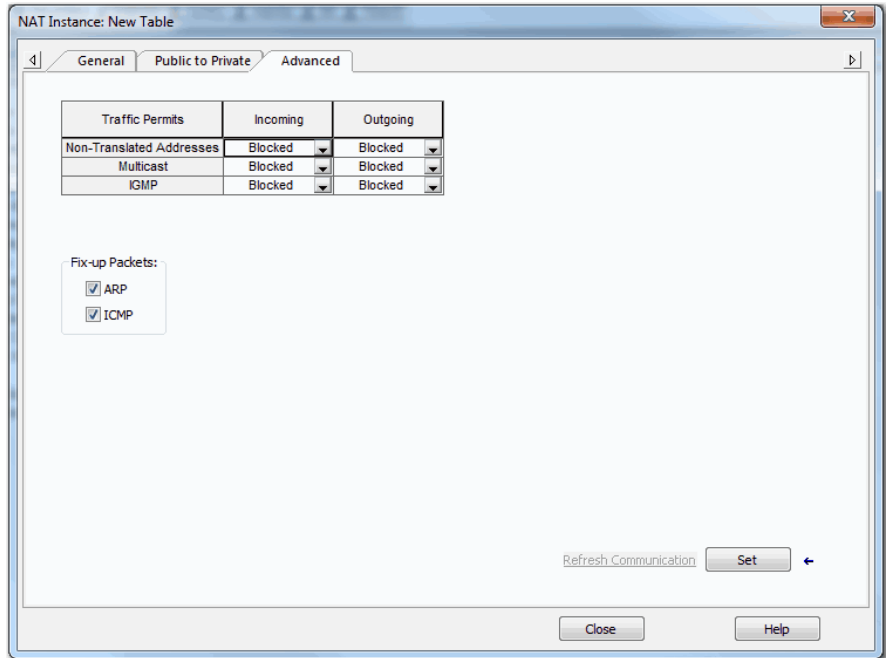 NAT Instance: New Table
General Public to Private Advanced
Traffic Permits Incoming Outgoing
Non-Translated Addresses Blocked Blocked
Multicast Blocked Blocked
IGMP Blocked Blocked
Fix-up Packets:
ARP
ICMP
Refresh Communication Set
Close Help